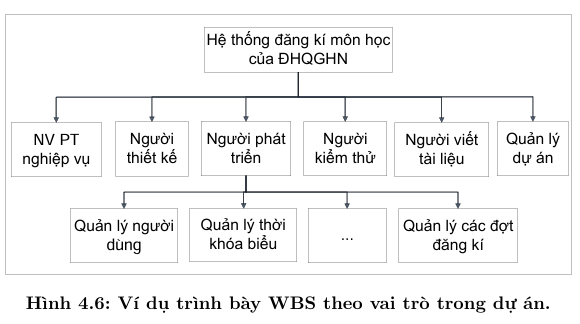 Hệ thống đăng kí môn học
của ĐHQGHN
NV PT
nghiệp vụ
Người
thiết kế
Người phát
triển
Người
kiểm thử
Người viết
tài liệu
Quản lý
dự án
Quản lý người
dùng
Quản lý thời
khóa biểu
...
Quản lý các đợt
đăng kí
Hình 4.6: Ví dụ trình bày WBS theo vai trò trong dự án.